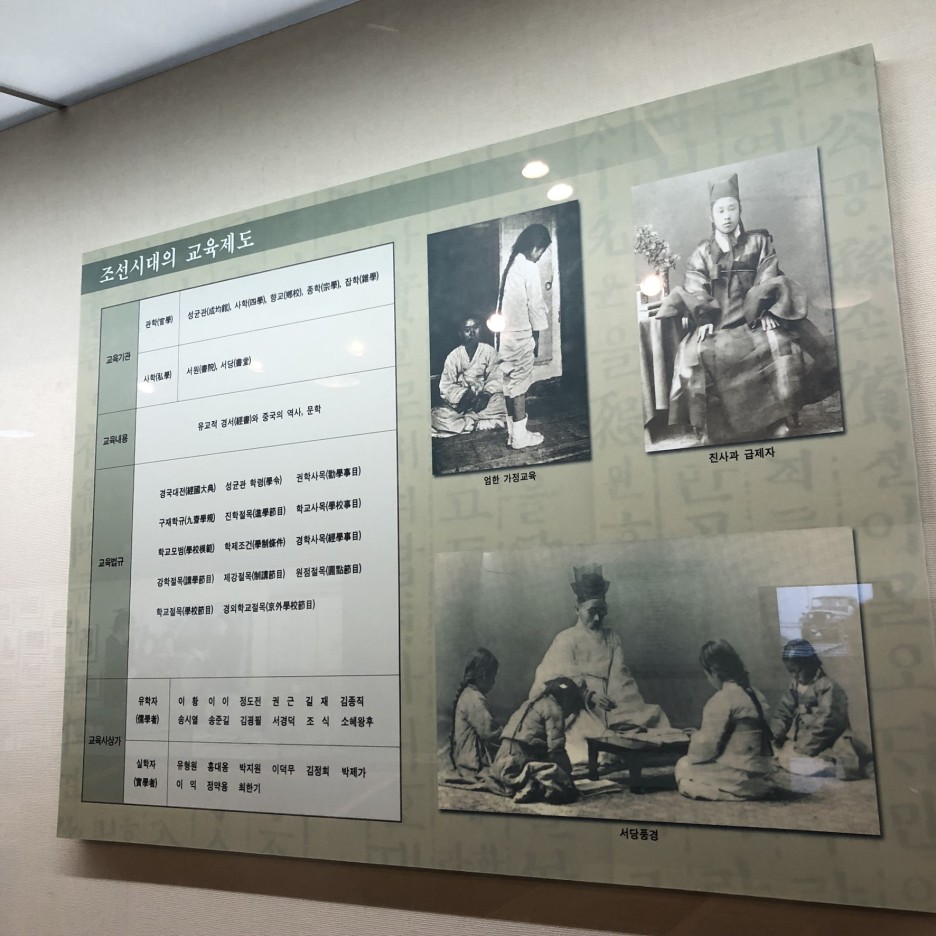 조선시대의 교육제도
교육기관
관학(官學)
성균관(成均館), 사학(四學), 향교(鄕校), 종학(宗學), 잡학(雜學)
사학(私學)
서원(書院), 서당(書堂)
교육내용
유교적 경서(經書)와 중국의 역사, 문학
교육법규
경국대전(經國大典) 성균관 학령(學令) 권학사목(勸學事目)
구재학규(九齋學規) 진학절목(進學節目) 학교사목(學校事目)
학교모범(學校模範) 학제조건(學制條件) 경학사목(經學事目)
강학절목(講學節目) 제강절목(制講節目) 원점절목(圓點節目)
학교절목(學校節目) 경외학교절목(京外學校節目)
교육사상가
유학자
(儒學者)
이 황 이 이 정도전 권 근 길 재 김종직
송시열 송준길 김굉필 서경덕 조 식 소혜왕후
실학자
(實學者)
유형원 홍대용 박지원 이덕무 김정희 박제가
이 익 정약용 최한기
엄한 가정교육
진사과 급제자
서당풍경